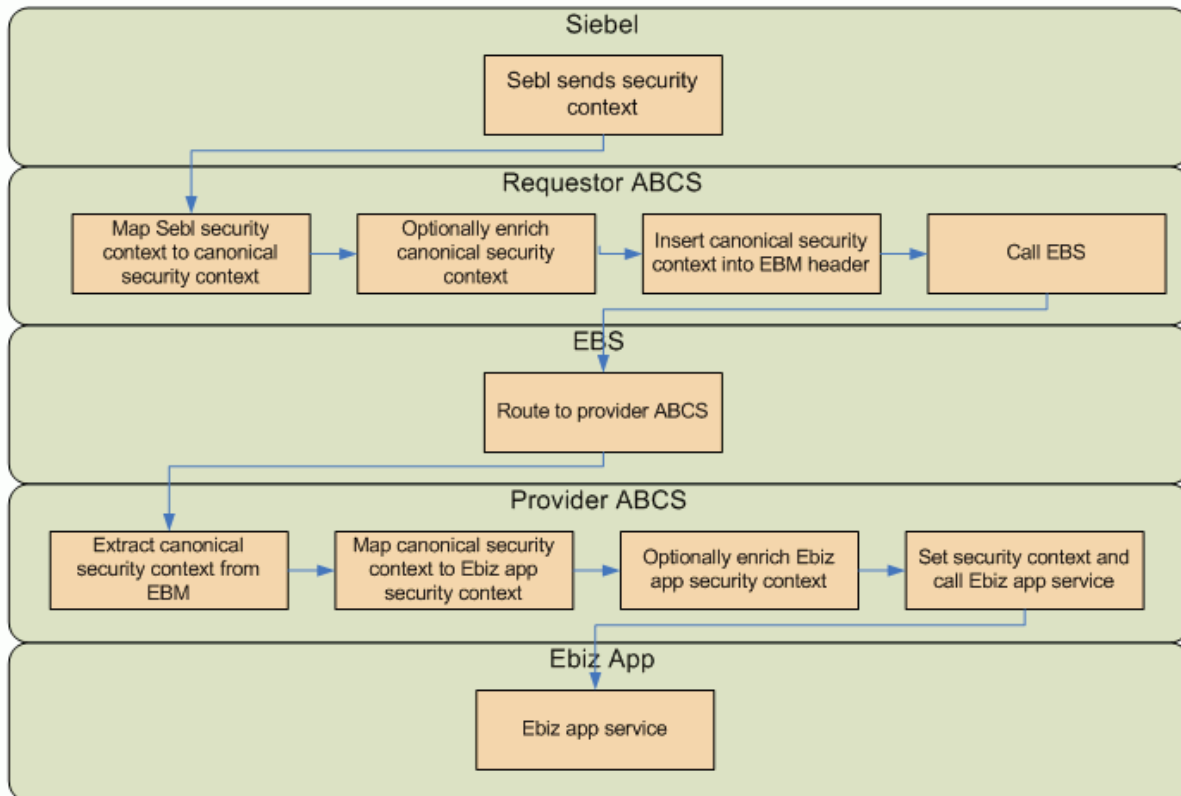 Siebel
Sebl sends security
context
Requestor ABCS
Map Sebl security
context to canonical
security context
Optionally enrich
canonical security
context
Insert canonical security
context into EBM header
Call EBS
EBS
Route to provider ABCS
Provider ABCS
Extract canonical
security context from
EBM
Map canonical security
context to Ebiz app
security context
Optionally enrich Ebiz
app security context
Set security context and
call Ebiz app service
Ebiz App
Ebiz app service